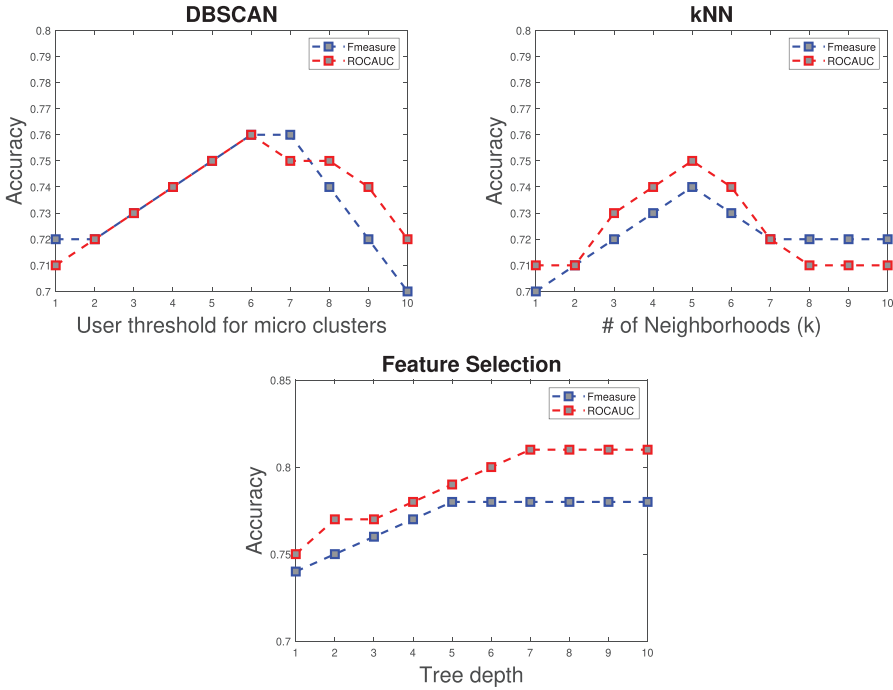 DBSCAN
Fmeasure
ROCAUC
0.8
0.79
0.78
0.77
0.76
0.75
0.74
0.73
0.72
0.71
0.7
Accuracy
1 2 3 4 5 6 7 8 9 10
User threshold for micro clusters
kNN
Fmeasure
ROCAUC
0.8
0.79
0.78
0.77
0.76
0.75
0.74
0.73
0.72
0.71
0.7
Accuracy
1 2 3 4 5 6 7 8 9 10
# of Neighborhoods (k)
Feature Selection
Fmeasure
ROCAUC
0.85
0.8
0.75
0.7
Accuracy
1 2 3 4 5 6 7 8 9 10
Tree depth